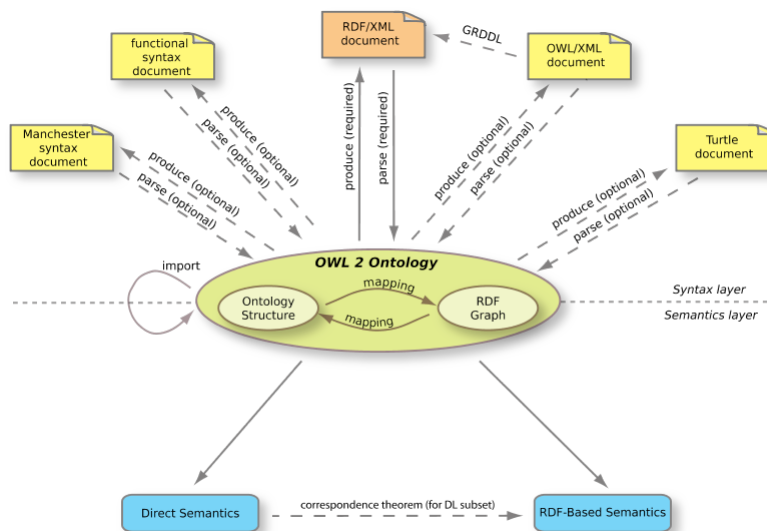 RDF/XML
document
GRDDL
functional
syntax
document
OWL/XML
document
Manchester
syntax
document
Turtle
document
produce (optional)
parse (optional)
produce (optional)
parse (optional)
produce (required)
parse (required)
produce (optional)
parse (optional)
produce (optional)
parse (optional)
OWL 2 Ontology
import
mapping
Ontology
Structure
RDF
Graph
mapping
Syntax layer
Semantics layer
Direct Semantics
correspondence theorem (for DL subset)
RDF-Based Semantics